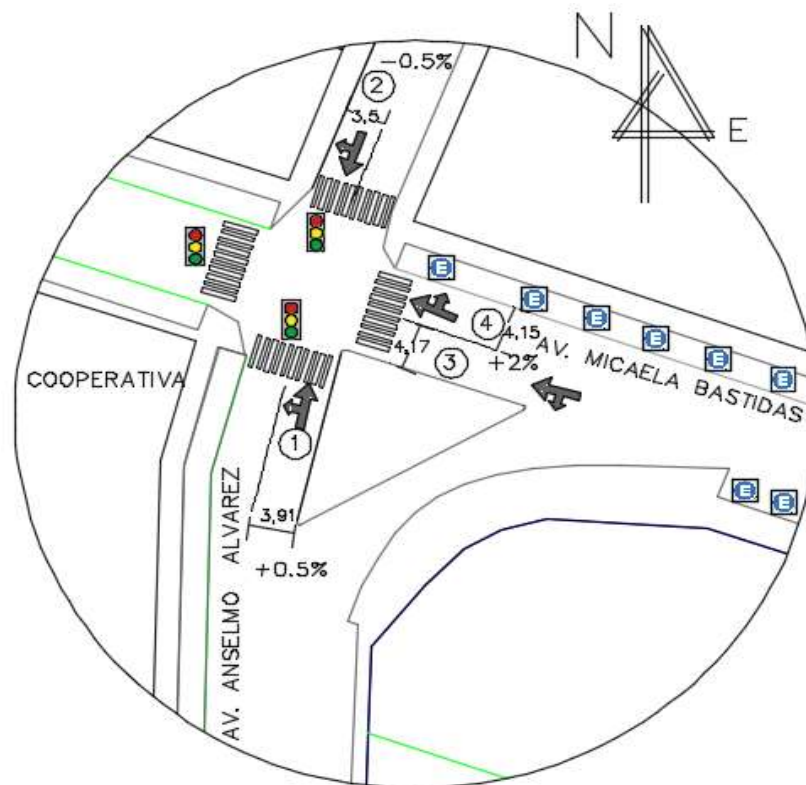 N
E
-0.5%
2
3,5
E
E
E
E
E
E
4
4,15
4,17
3
+2%
AV. MICAELA BASTIDAS
COOPERATIVA
1
AV. ANSELMO ALVAREZ
3,91
+0.5%
E
E